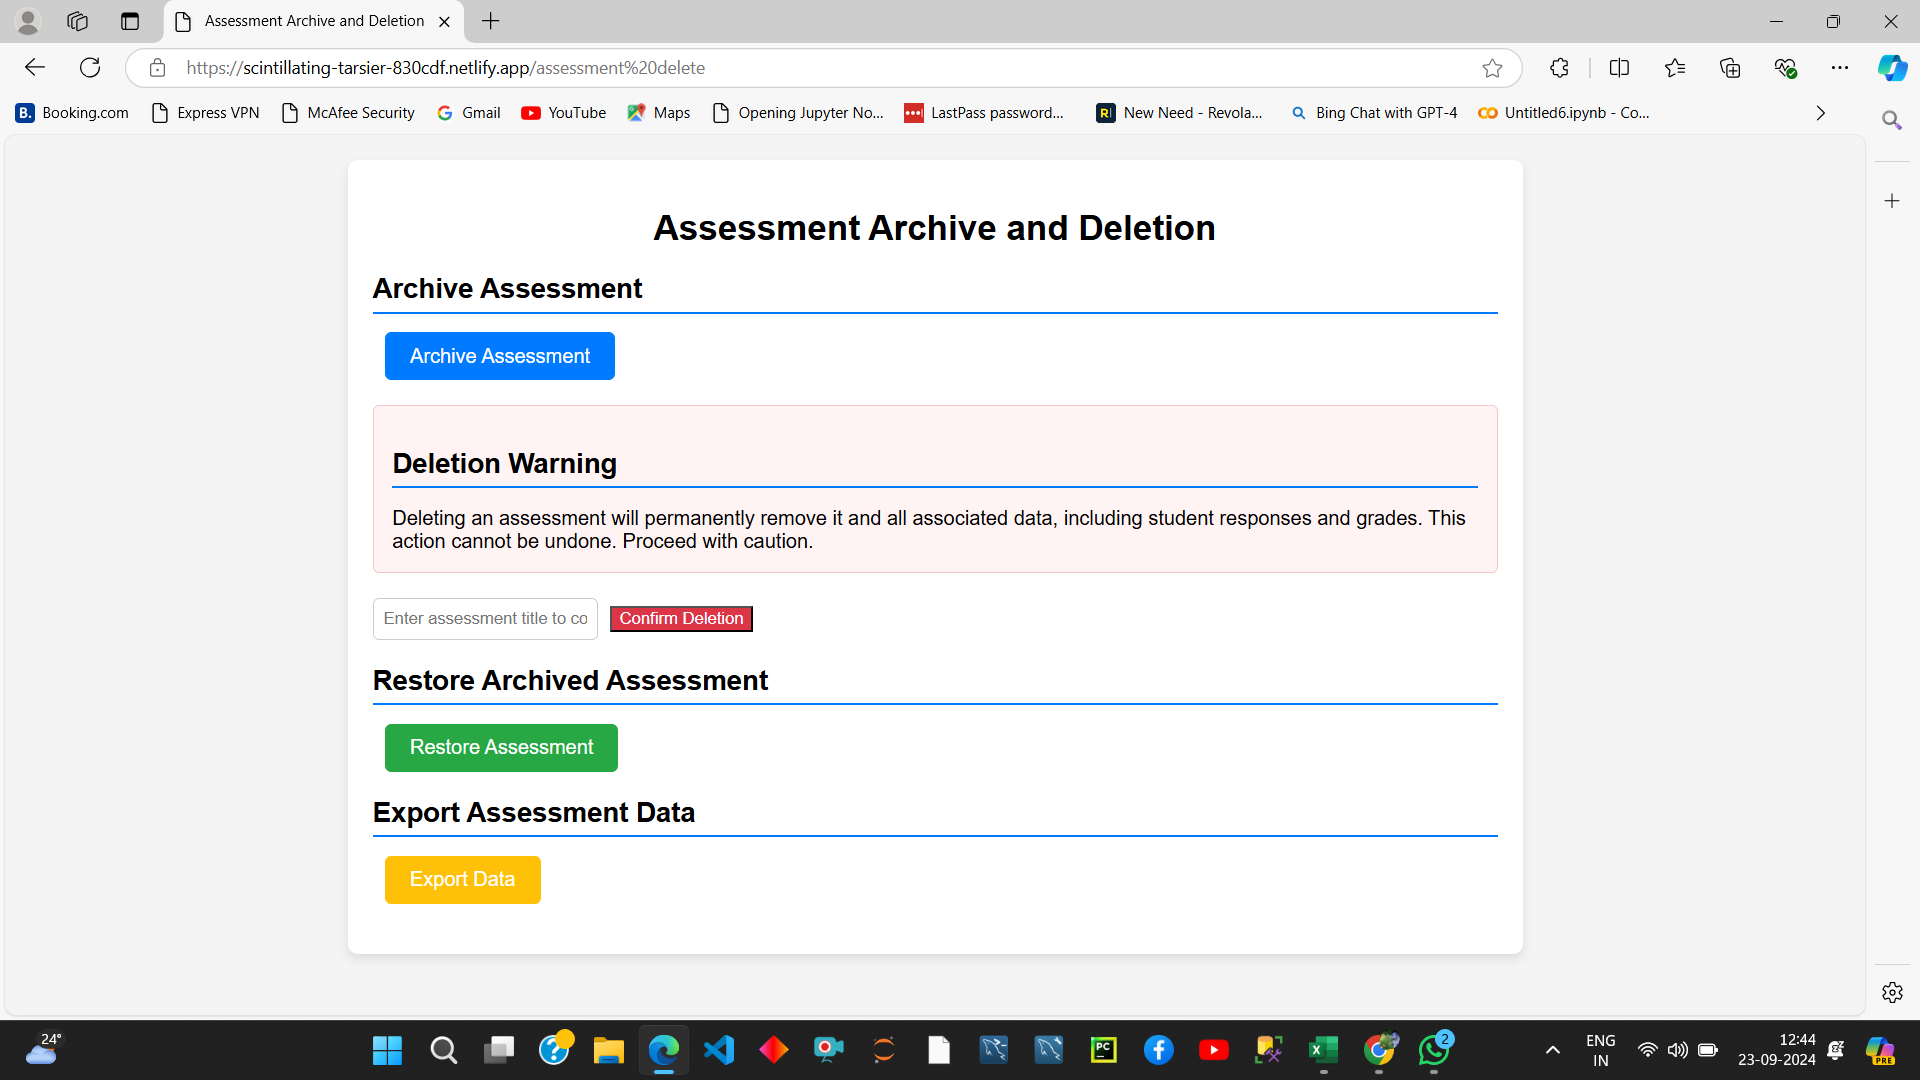 Assessment Archive and Deletion
https://scintillating-tarsier-830cdf.netlify.app/assessment%20delete
B. Booking.com Express VPN McAfee Security Gmail YouTube Maps Opening Jupyter No... LastPass password... R| New Need - Revola... Bing Chat with GPT-4 Untitled6.ipynb - Co...
Assessment Archive and Deletion
Archive Assessment
Archive Assessment
Deletion Warning
Deleting an assessment will permanently remove it and all associated data, including student responses and grades. This
action cannot be undone. Proceed with caution.
Enter assessment title to co Confirm Deletion
Restore Archived Assessment
Restore Assessment
Export Assessment Data
Export Data
24°
PC
2
ENG
IN
12:44
23-09-2024
PRE